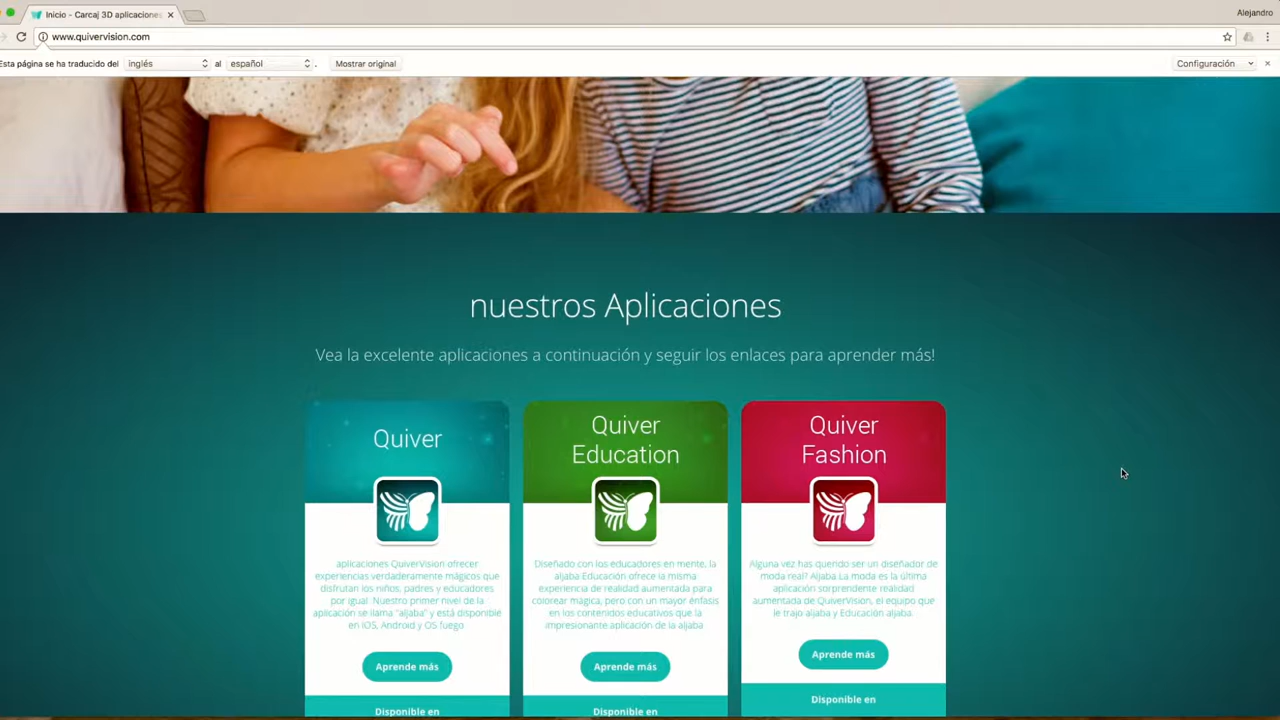 Inicio - Carcaj 3D aplicaciones
Alejandro
www.quivervision.com
Esta página se ha traducido del inglés al español . Mostrar original Configuración
nuestros Aplicaciones
Vea la excelente aplicaciones a continuación y seguir los enlaces para aprender más!
Quiver
aplicaciones QuiverVision ofrecer
experiencias verdaderamente mágicos que
disfrutan los niños, padres y educadores
por igual. Nuestro primer nivel de la
aplicación se llama "aljaba" y está disponible
en IOS, Android y OS fuego
Aprende más
Disponible en
Quiver
Education
Diseñado con los educadores en mente, la
aljaba Educación ofrece la misma
experiencia de realidad aumentada para
colorear mágica, pero con un mayor énfasis
en los contenidos educativos que la
impresionante aplicación de la aljaba
Aprende más
Disponible en
Quiver
Fashion
Alguna vez has querido ser un diseñador de
moda real? Aljaba La moda es la última
aplicación sorprendente realidad
aumentada de QuiverVision, el equipo que
le trajo aljaba y Educación aljaba.
Aprende más
Disponible en